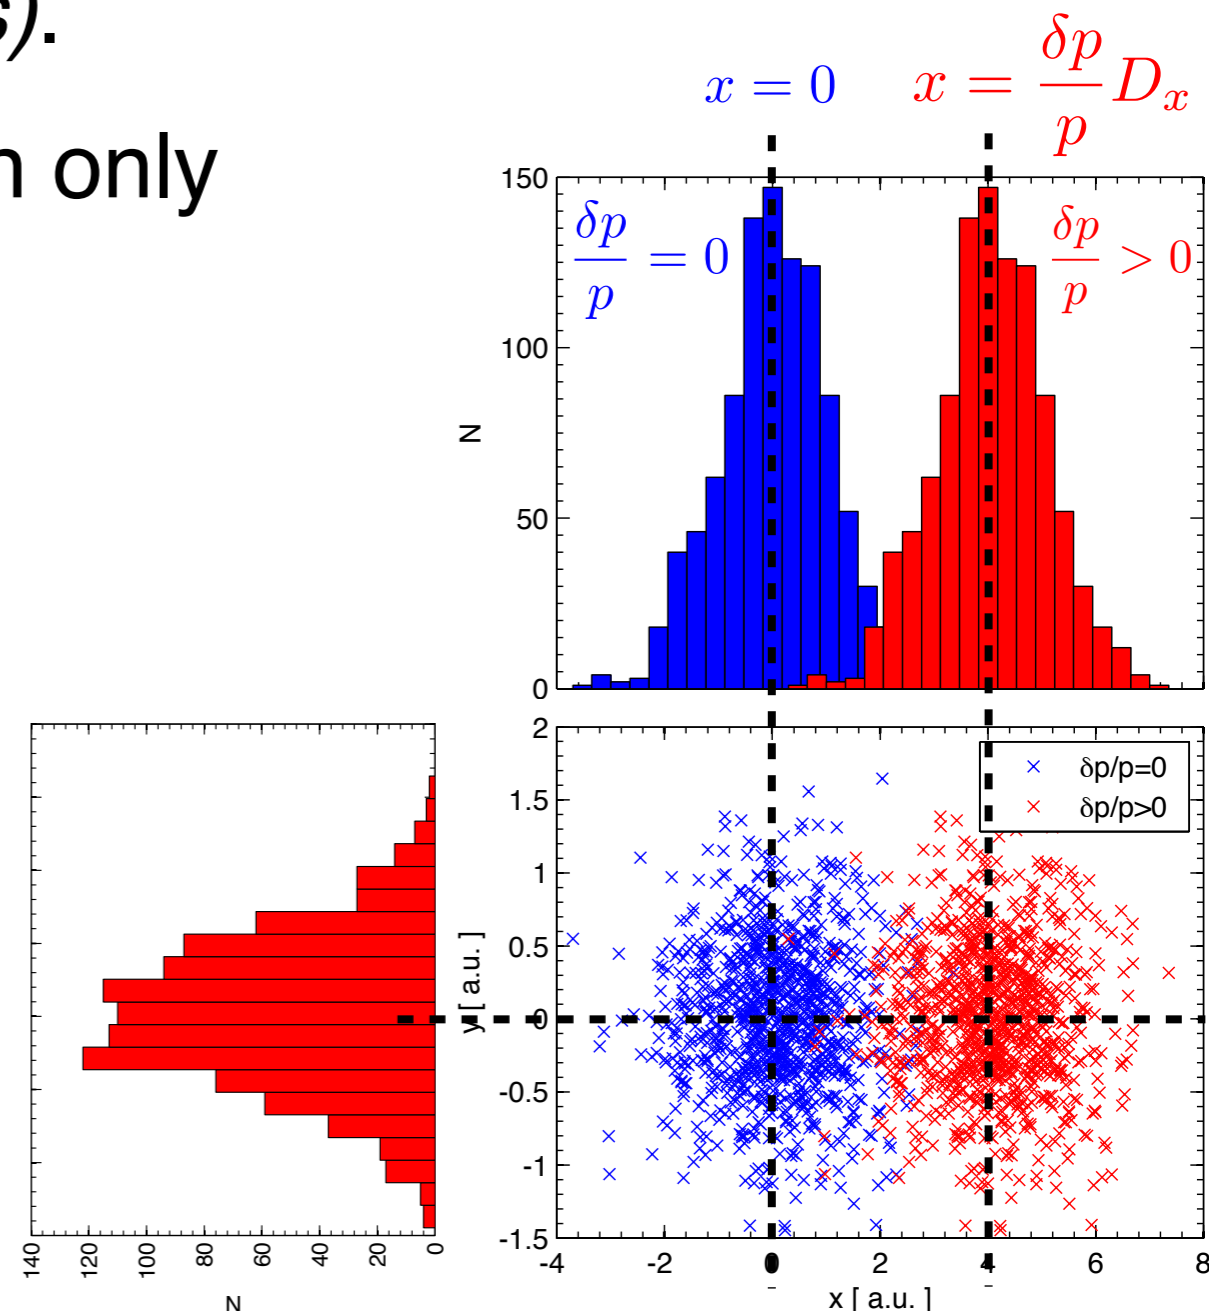 s).
n only
x = 0
x = δp/p Dₓ
δp/p = 0
δp/p > 0
150
100
50
0
N
2
1.5
1
0.5
0
-0.5
-1
-1.5
y [ a.u. ]
δp/p=0
δp/p>0
-4 -2 0 2 4 6 8
x [ a.u. ]
140 120 100 80 60 40 20 0
N